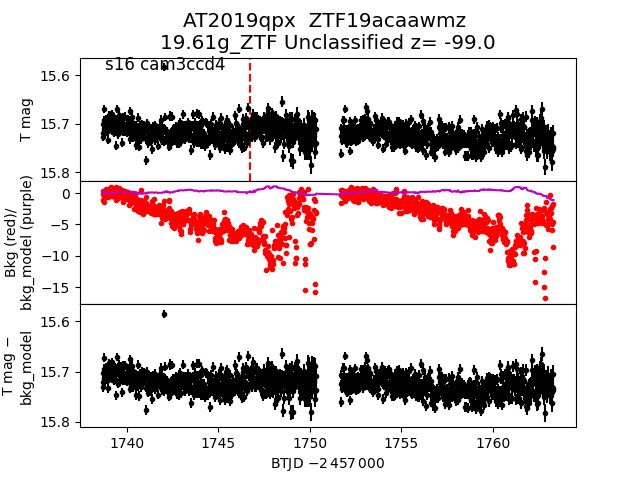 AT2019qpx  ZTF19acaawmz
19.61g_ZTF Unclassified z= -99.0
s16 cam3ccd4
T mag
15.6
15.7
15.8
Bkg (red)/
bkg_model (purple)
0
−5
−10
−15
T mag −
bkg_model
15.6
15.7
15.8
1740
1745
1750
1755
1760
BTJD −2 457 000